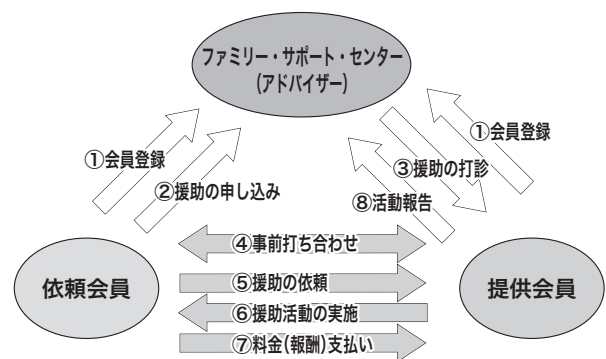 ファミリー・サポート・センター
(アドバイザー)
①会員登録
①会員登録
②援助の申し込み
③援助の打診
⑧活動報告
④事前打ち合わせ
依頼会員
⑤援助の依頼
提供会員
⑥援助活動の実施
⑦料金(報酬)支払い